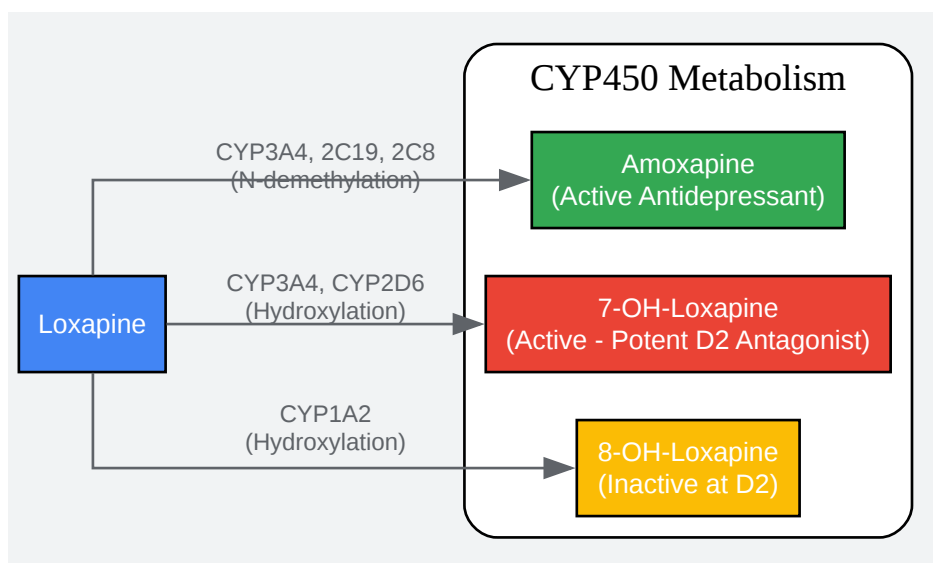 CYP450 Metabolism
CYP3A4, 2C19, 2C8
(N-demethylation)
Amoxapine
(Active Antidepressant)
Loxapine
CYP3A4, CYP2D6
(Hydroxylation)
7-OH-Loxapine
(Active - Potent D2 Antagonist)
CYP1A2
(Hydroxylation)
8-OH-Loxapine
(Inactive at D2)